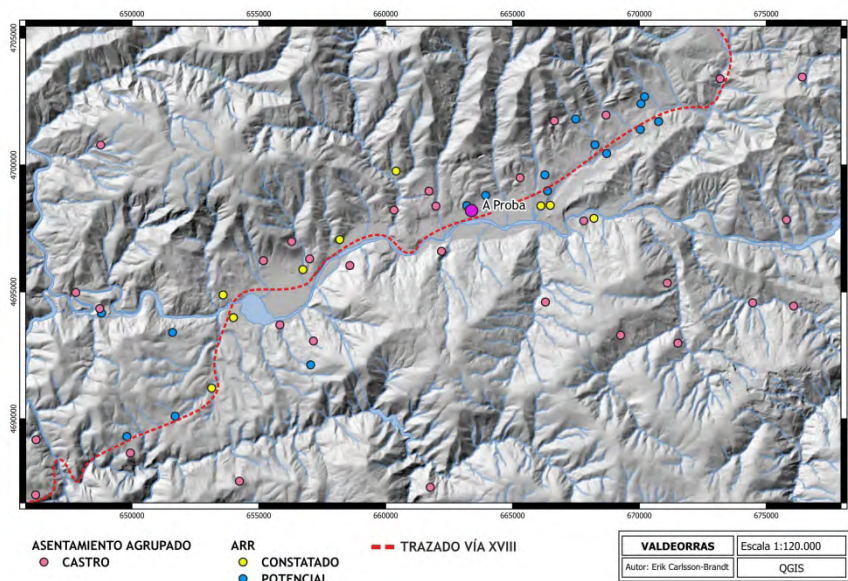 650000 655000 660000 665000 670000 675000
4705000
4700000
A Proba
4695000
4690000
650000 655000 660000 665000 670000 675000
ASENTAMIENTO AGRUPADO
CASTRO
ARR
CONSTATADO
POTENCIAL
TRAZADO VÍA XVIII
VALDEORRAS
Escala 1:120.000
Autor: Erik Carlsson-Brandt
QGIS